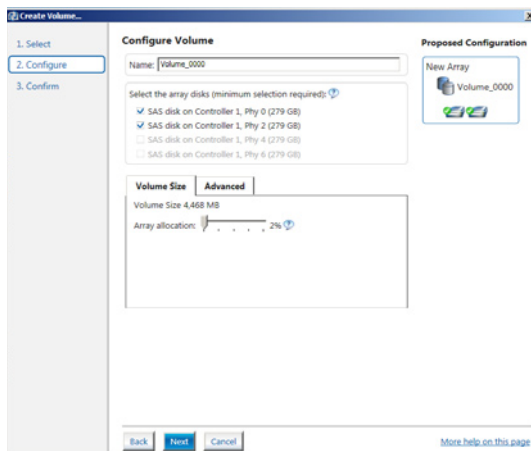 Create Volume...
1. Select
2. Configure
3. Confirm
Configure Volume
Name: Volume_0000
Select the array disks (minimum selection required):
SAS disk on Controller 1, Phy 0 (279 GB)
SAS disk on Controller 1, Phy 2 (279 GB)
SAS disk on Controller 1, Phy 4 (279 GB)
SAS disk on Controller 1, Phy 6 (279 GB)
Volume Size Advanced
Volume Size 4,468 MB
Array allocation: 2%
Proposed Configuration
New Array
Volume_0000
Back Next Cancel
More help on this page